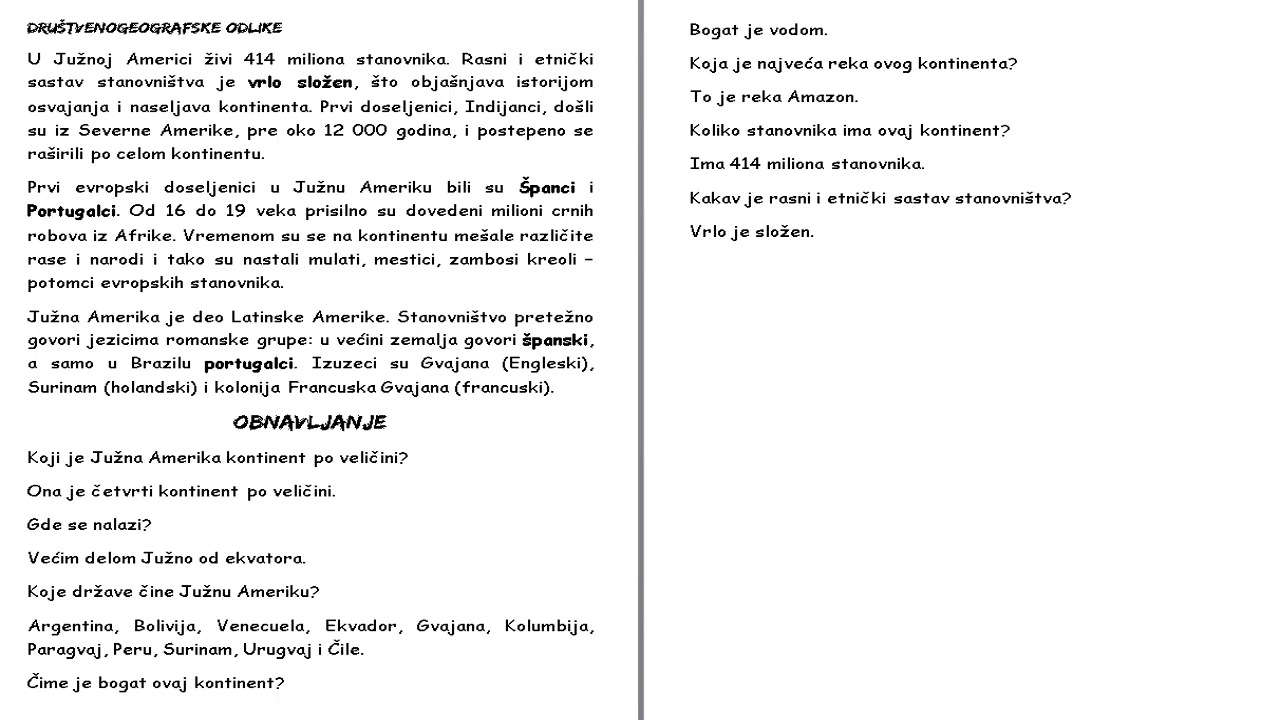 DRUŠTVENOGEOGRAFSKE ODLIKE
U Južnoj Americi živi 414 miliona stanovnika. Rasni i etnički
sastav stanovništva je vrlo složen, što objašnjava istorijom
osvajanja i naseljava kontinenta. Prvi doseljenici, Indijanci, došli
su iz Severne Amerike, pre oko 12 000 godina, i postepeno se
raširili po celom kontinentu.
Prvi evropski doseljenici u Južnu Ameriku bili su Španci i
Portugalci. Od 16 do 19 veka prisilno su dovedeni milioni crnih
robova iz Afrike. Vremenom su se na kontinentu mešale različite
rase i narodi i tako su nastali mulati, mestici, zambosi kreoli –
potomci evropskih stanovnika.
Južna Amerika je deo Latinske Amerike. Stanovništvo pretežno
govori jezicima romanske grupe: u većini zemalja govori španski,
a samo u Brazilu portugalci. Izuzeci su Gvajana (Engleski),
Surinam (holandski) i kolonija Francuska Gvajana (francuski).
OBNAVLJANJE
Koji je Južna Amerika kontinent po veličini?
Ona je četvrti kontinent po veličini.
Gde se nalazi?
Većim delom Južno od ekvatora.
Koje države čine Južnu Ameriku?
Argentina, Bolivija, Venecuela, Ekvador, Gvajana, Kolumbija,
Paragvaj, Peru, Surinam, Urugvaj i Čile.
Čime je bogat ovaj kontinent?
Bogat je vodom.
Koja je najveća reka ovog kontinenta?
To je reka Amazon.
Koliko stanovnika ima ovaj kontinent?
Ima 414 miliona stanovnika.
Kakav je rasni i etnički sastav stanovništva?
Vrlo je složen.